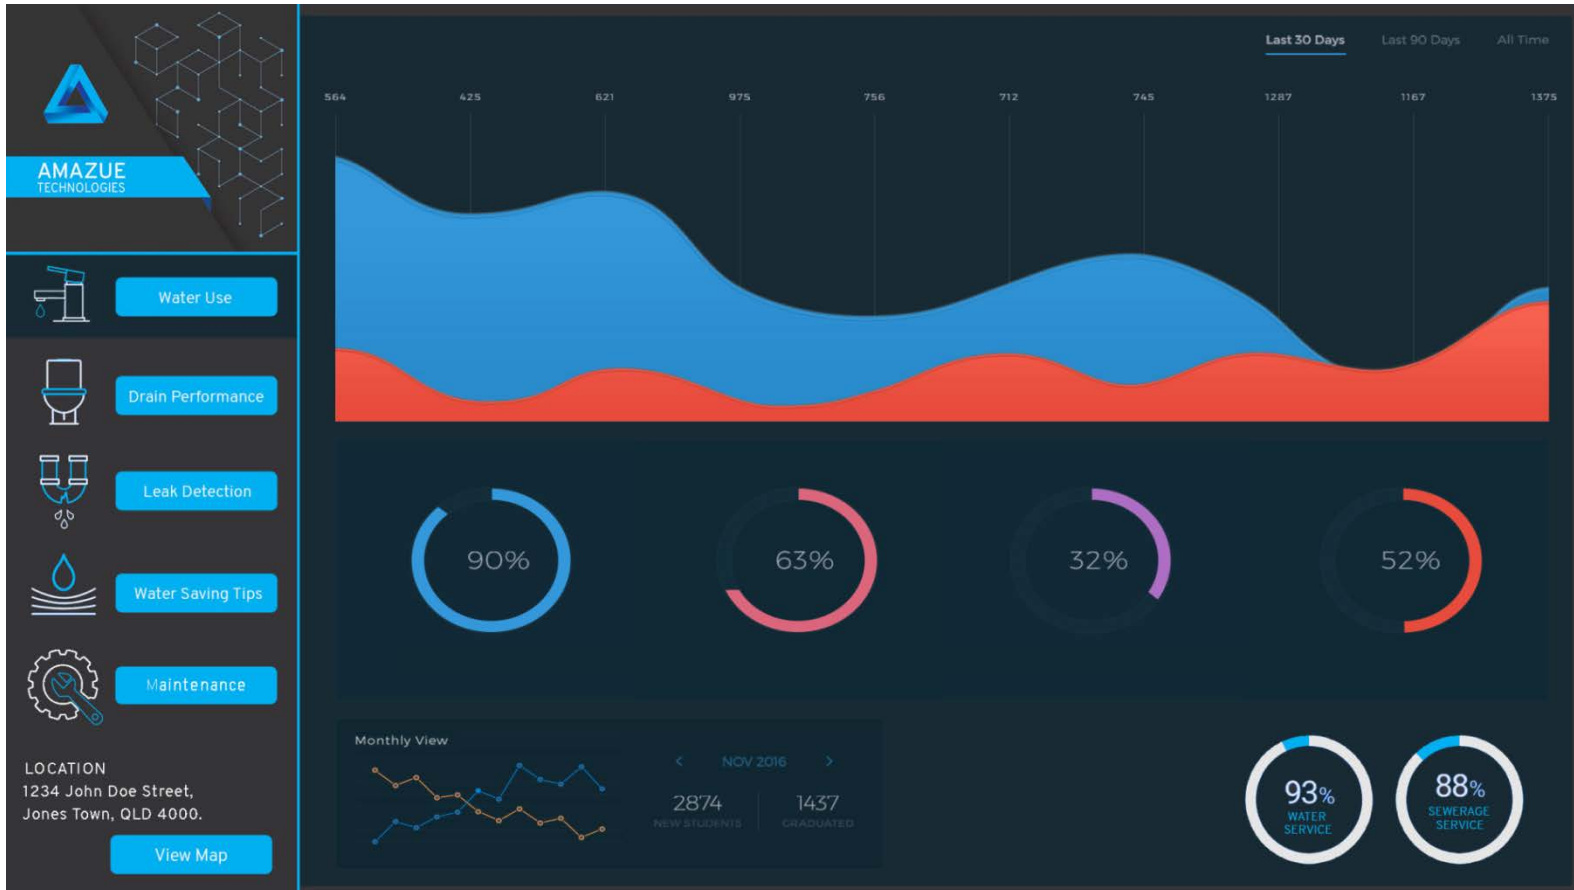 AMAZUE
TECHNOLOGIES
Water Use
Drain Performance
Leak Detection
Water Saving Tips
Maintenance
LOCATION
1234 John Doe Street,
Jones Town, QLD 4000.
View Map
Last 30 Days Last 90 Days All Time
564 425 621 975 756 712 745 1287 1167 1375
90% 63% 32% 52%
Monthly View
< NOV 2016 >
2874 1437
NEW STUDENTS GRADUATED
93%
WATER
SERVICE
88%
SEWERAGE
SERVICE